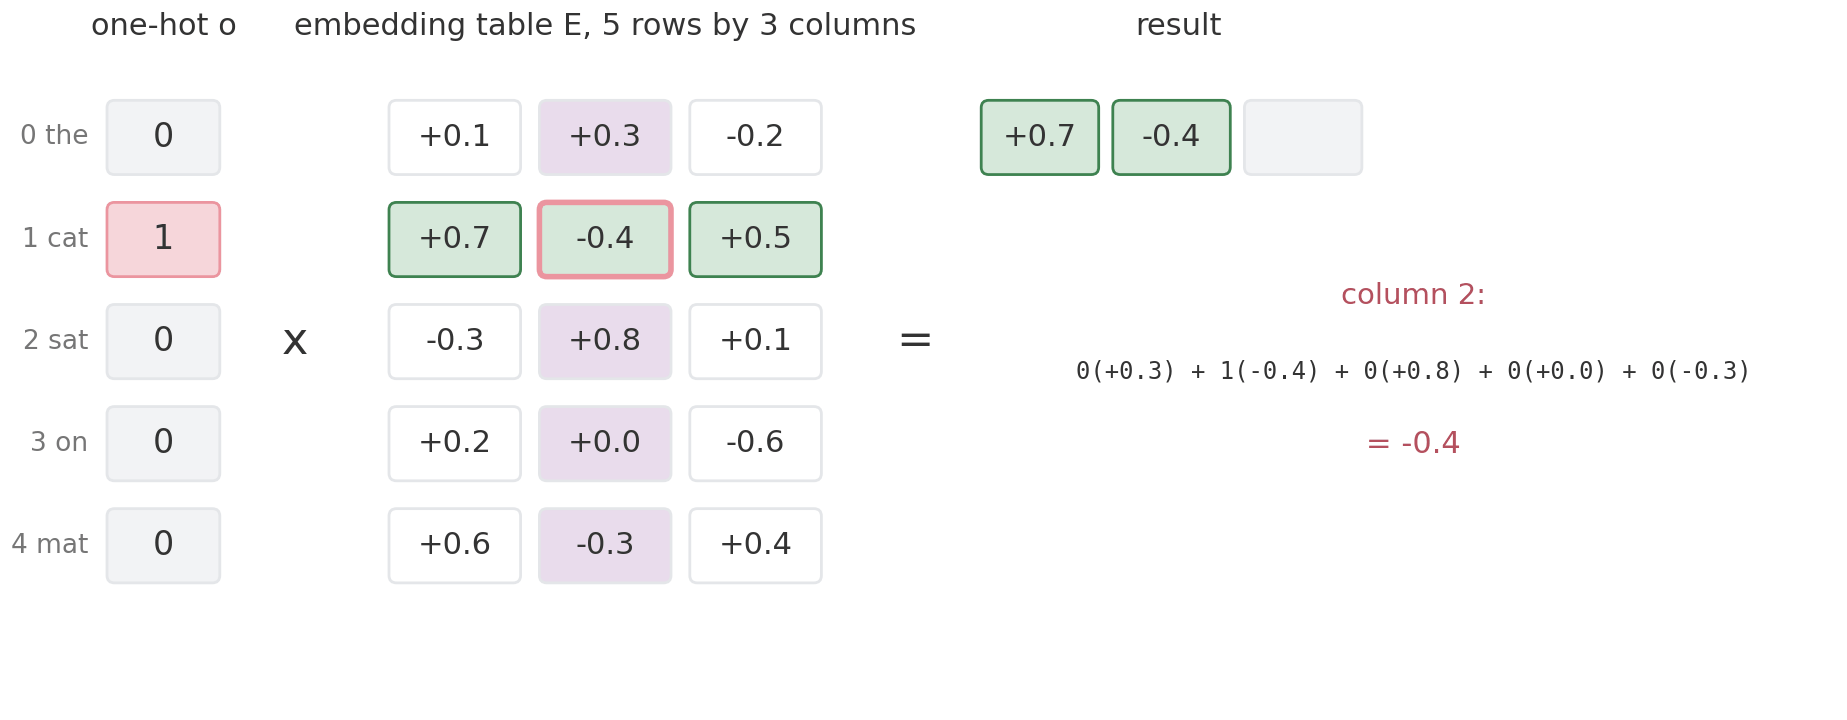 one-hot o embedding table E, 5 rows by 3 columns result
0 the 0 +0.1 +0.3 -0.2 +0.7 -0.4
1 cat 1 +0.7 -0.4 +0.5
column 2:
2 sat 0 x -0.3 +0.8 +0.1 =
0(+0.3) + 1(-0.4) + 0(+0.8) + 0(+0.0) + 0(-0.3)
3 on 0 +0.2 +0.0 -0.6 = -0.4
4 mat 0 +0.6 -0.3 +0.4